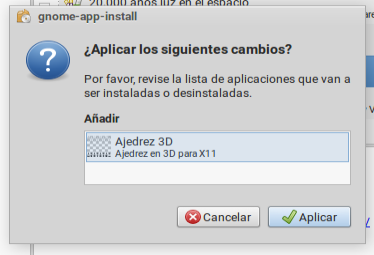 20.000 años luz en el espacio
gnome-app-install
¿Aplicar los siguientes cambios?
Por favor, revise la lista de aplicaciones que van a
ser instaladas o desinstaladas.
Añadir
Ajedrez 3D
Ajedrez en 3D para X11
Cancelar
Aplicar